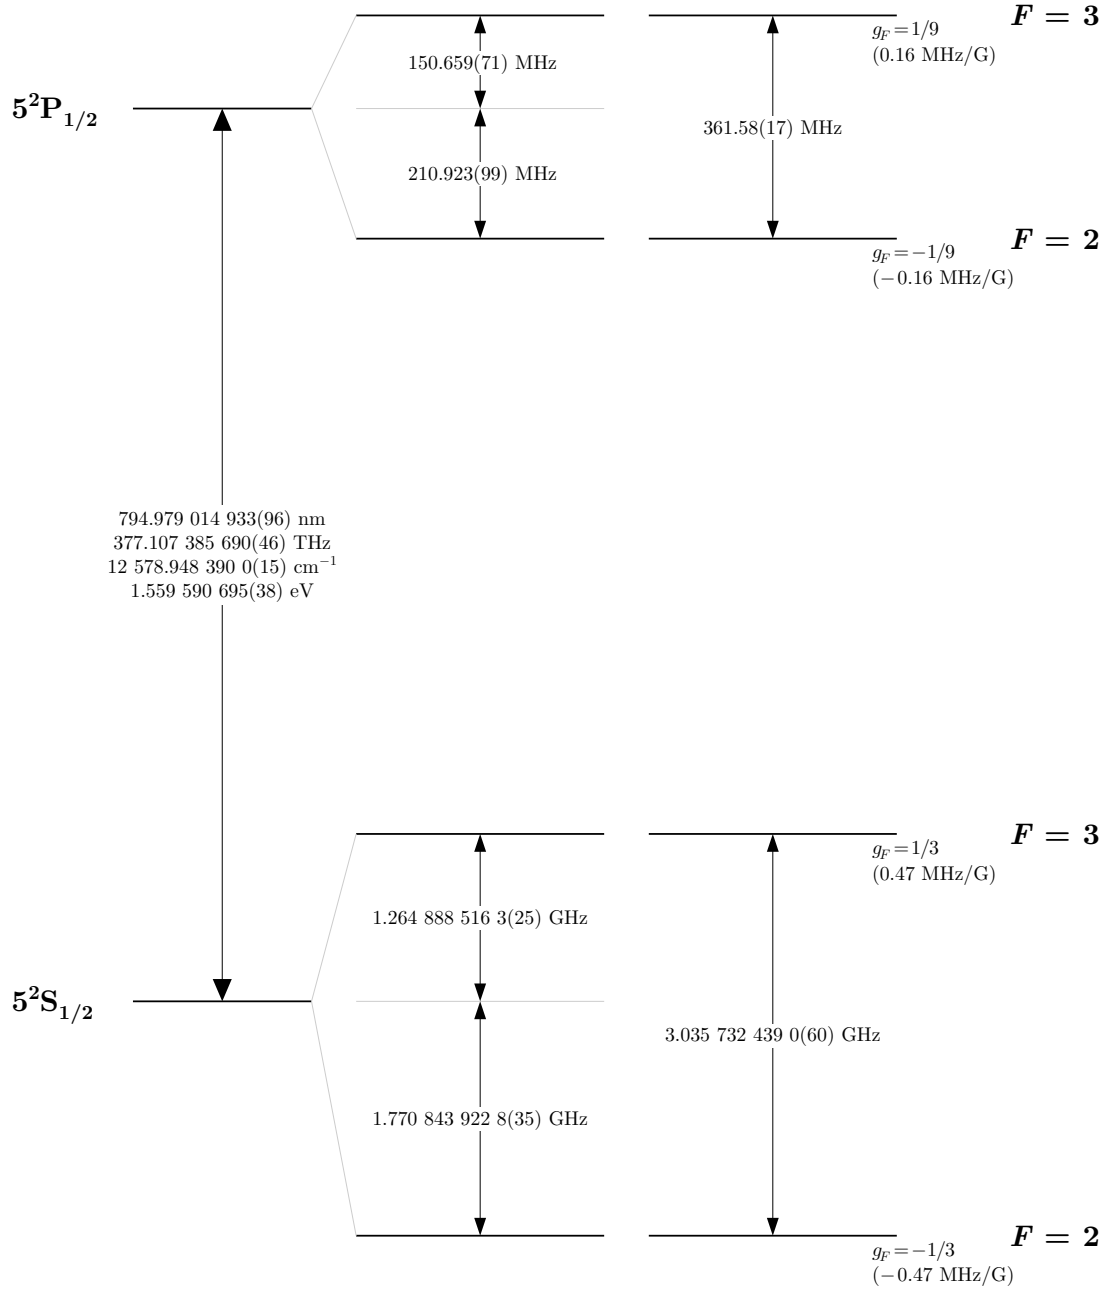 F = 3
g_F = 1/9
(0.16 MHz/G)
150.659(71) MHz
5²P₁/₂
361.58(17) MHz
210.923(99) MHz
F = 2
g_F = −1/9
(−0.16 MHz/G)
794.979 014 933(96) nm
377.107 385 690(46) THz
12 578.948 390 0(15) cm⁻¹
1.559 590 695(38) eV
F = 3
g_F = 1/3
(0.47 MHz/G)
1.264 888 516 3(25) GHz
5²S₁/₂
3.035 732 439 0(60) GHz
1.770 843 922 8(35) GHz
F = 2
g_F = −1/3
(−0.47 MHz/G)